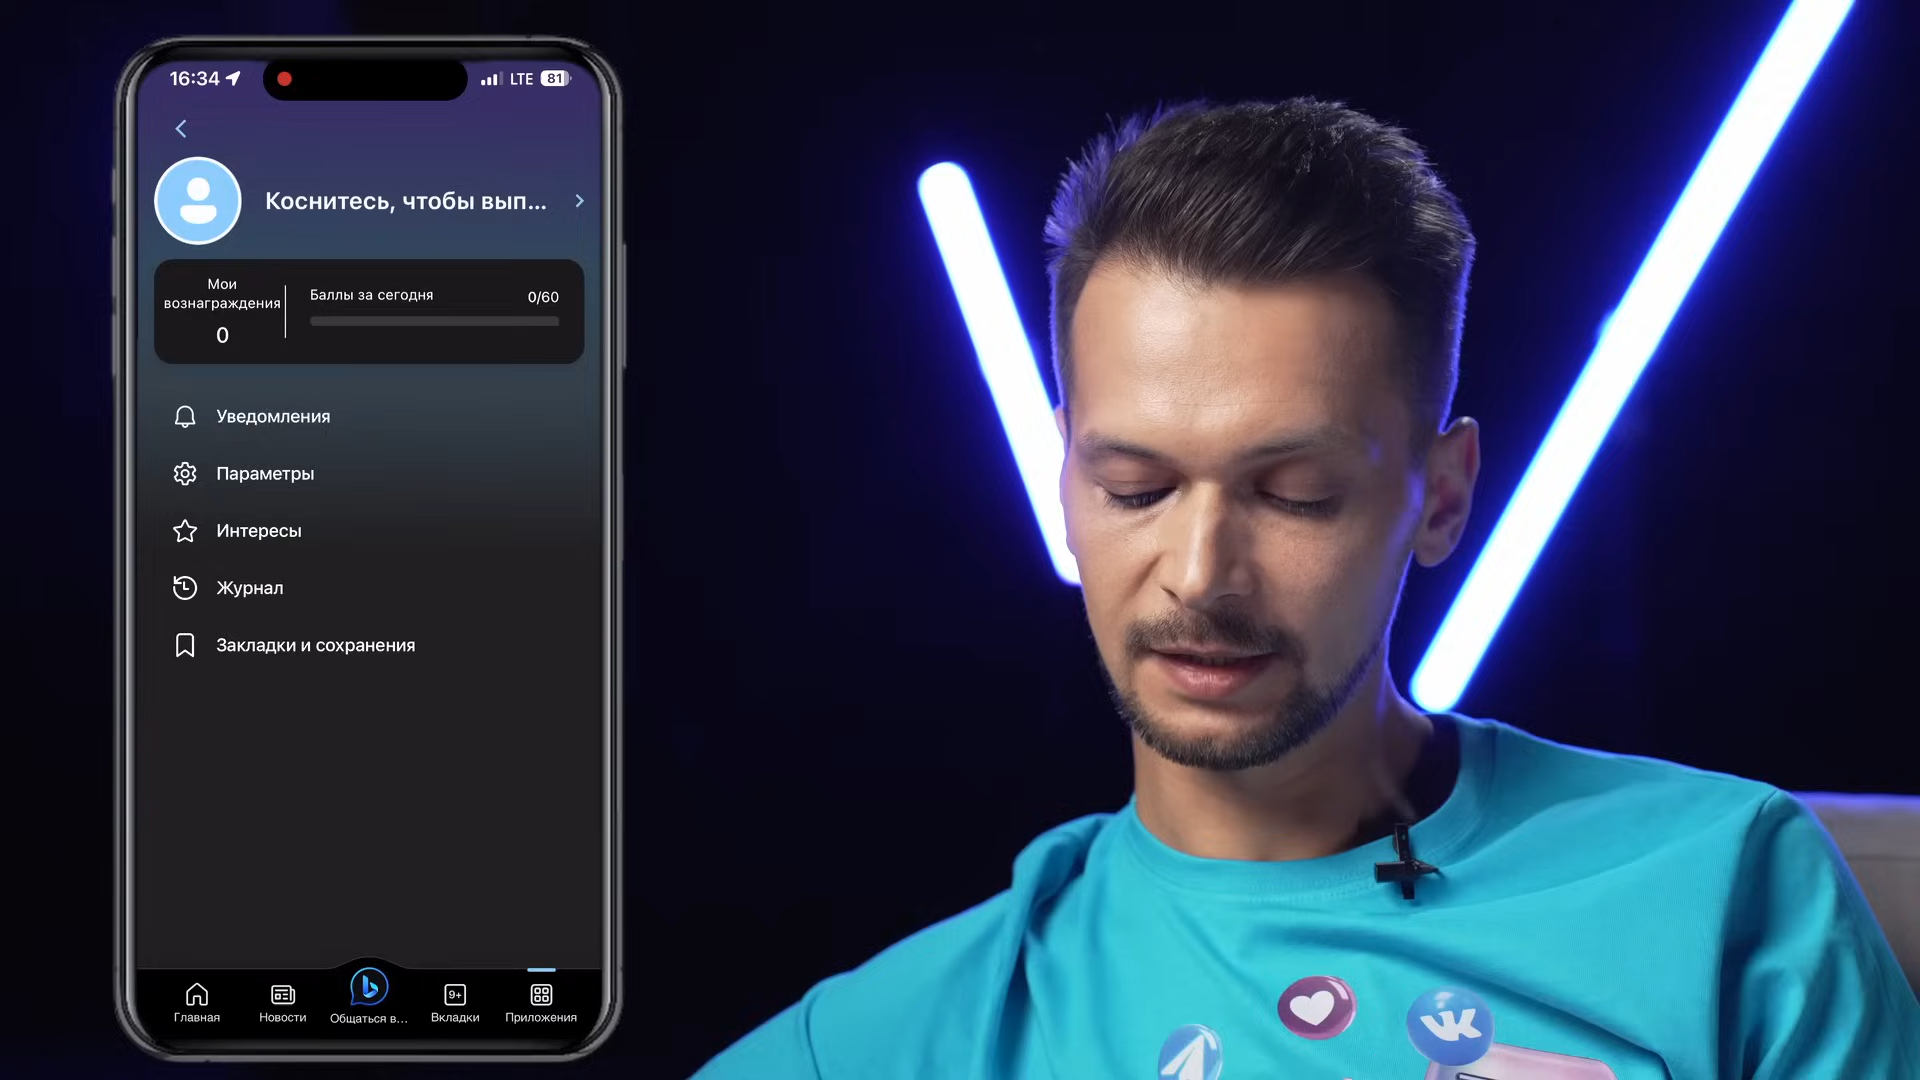 16:34
LTE 81
Коснитесь, чтобы вып...
Мои
вознаграждения
0
Баллы за сегодня
0/60
Уведомления
Параметры
Интересы
Журнал
Закладки и сохранения
9+
Главная
Новости
Общаться в...
Вкладки
Приложения